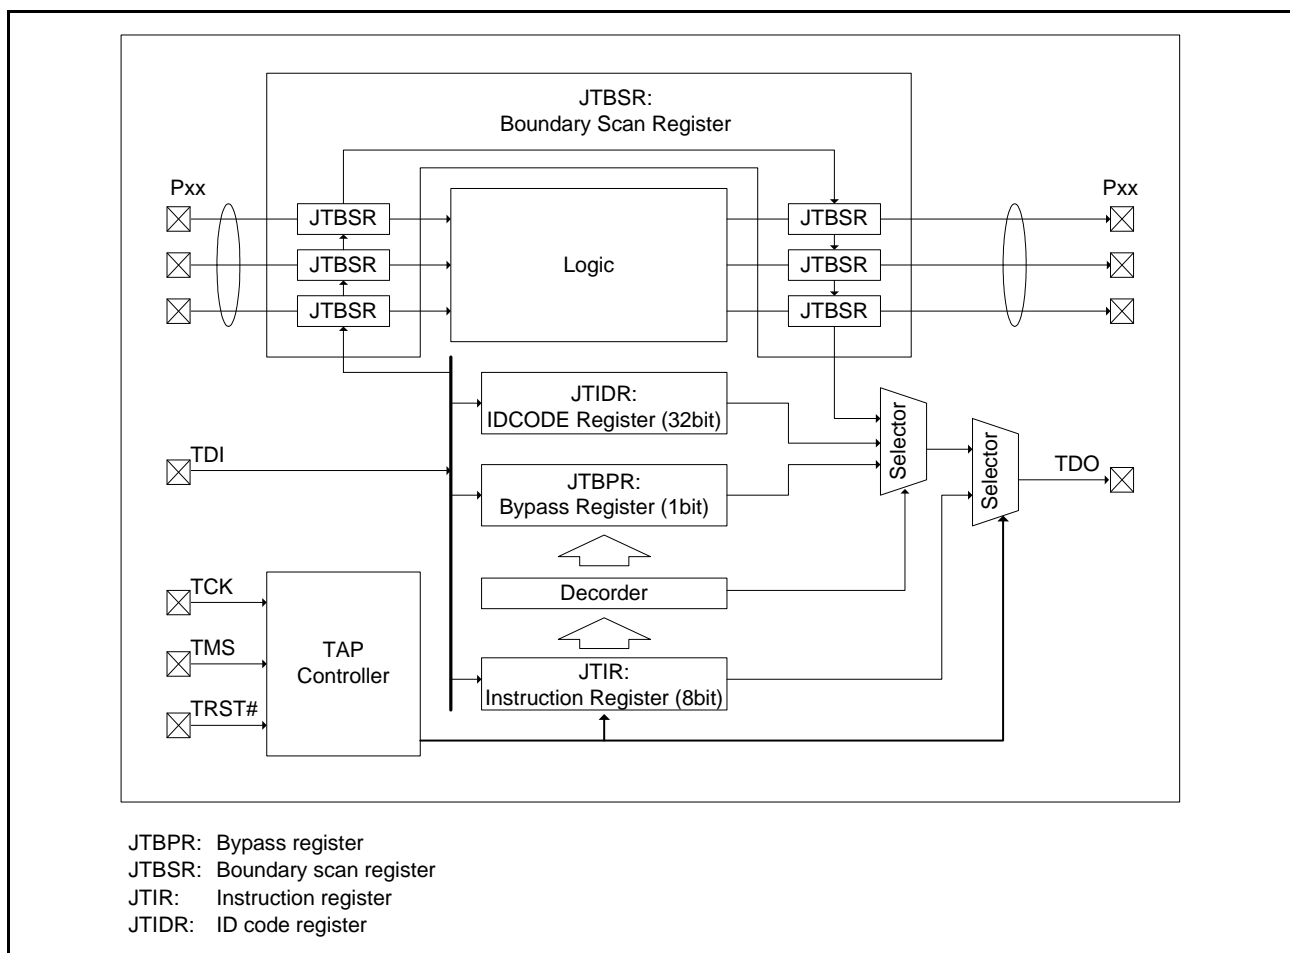 JTBSR:
Boundary Scan Register
Pxx
Pxx
JTBSR
JTBSR
JTBSR
JTBSR
Logic
JTBSR
JTBSR
JTIDR:
IDCODE Register (32bit)
Selector
Selector
TDI
TDO
JTBPR:
Bypass Register (1bit)
TCK
Decorder
TMS
TAP
Controller
JTIR:
Instruction Register (8bit)
TRST#
JTBPR: Bypass register
JTBSR: Boundary scan register
JTIR: Instruction register
JTIDR: ID code register